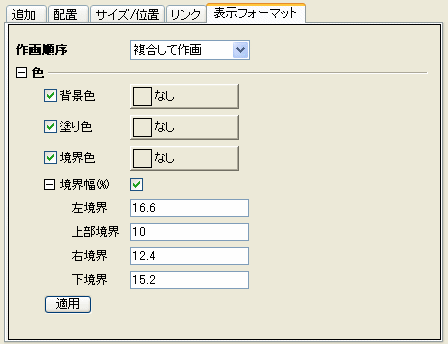 追加 配置 サイズ/位置 リンク 表示フォーマット
作画順序 複合して作画
色
背景色 なし
塗り色 なし
境界色 なし
境界幅(%)
左境界 16.6
上部境界 10
右境界 12.4
下境界 15.2
適用